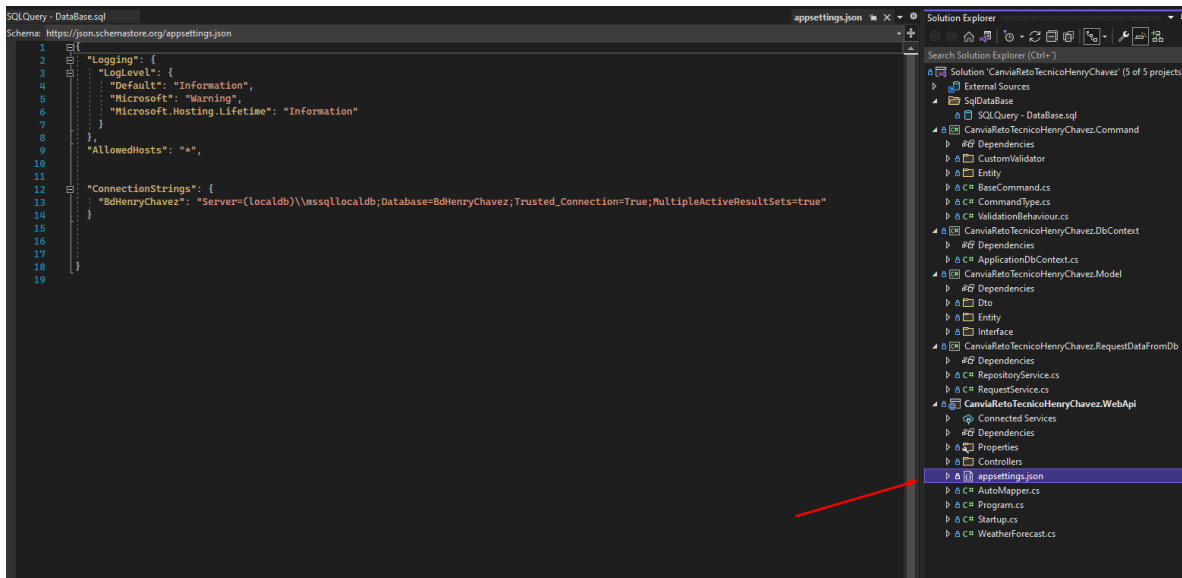 SQLQuery - DataBase.sql
appsettings.json
Schema: https://json.schemastore.org/appsettings.json
1 {
2 "Logging": {
3 "LogLevel": {
4 "Default": "Information",
5 "Microsoft": "Warning",
6 "Microsoft.Hosting.Lifetime": "Information"
7 }
8 },
9 "AllowedHosts": "*",
10
11
12 "ConnectionStrings": {
13 "BdHenryChavez": "Server=(localdb)\\mssqllocaldb;Database=BdHenryChavez;Trusted_Connection=True;MultipleActiveResultSets=true"
14 }
15
16
17
18 }
19
Solution Explorer
Search Solution Explorer (Ctrl+´)
Solution 'CanviaRetoTecnicoHenryChavez' (5 of 5 projects
External Sources
SqlDataBase
SQLQuery - DataBase.sql
CanviaRetoTecnicoHenryChavez.Command
Dependencies
CustomValidator
Entity
C# BaseCommand.cs
C# CommandType.cs
C# ValidationBehaviour.cs
CanviaRetoTecnicoHenryChavez.DbContext
Dependencies
C# ApplicationDbContext.cs
CanviaRetoTecnicoHenryChavez.Model
Dependencies
Dto
Entity
Interface
CanviaRetoTecnicoHenryChavez.RequestDataFromDb
Dependencies
C# RepositoryService.cs
C# RequestService.cs
CanviaRetoTecnicoHenryChavez.WebApi
Connected Services
Dependencies
Properties
Controllers
appsettings.json
C# AutoMapper.cs
C# Program.cs
C# Startup.cs
C# WeatherForecast.cs